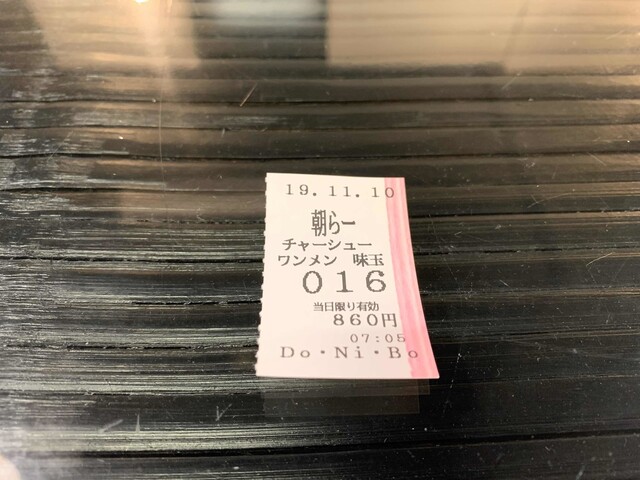 19.11.10
朝らー
チャーシュー
ワンメン 味玉
016
当日限り有効
860円
07:05
Do・Ni・Bo